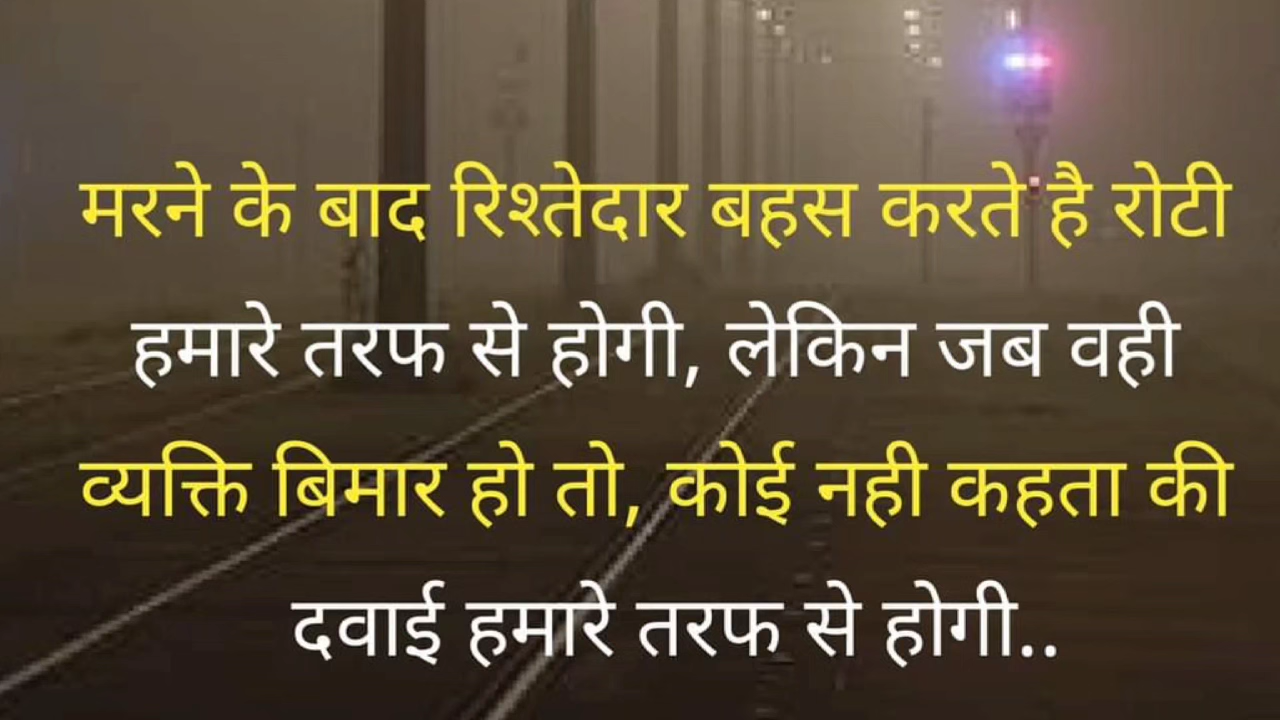 मरने के बाद रिश्तेदार बहस करते है रोटी
हमारे तरफ से होगी, लेकिन जब वही
व्यक्ति बिमार हो तो, कोई नही कहता की
दवाई हमारे तरफ से होगी..